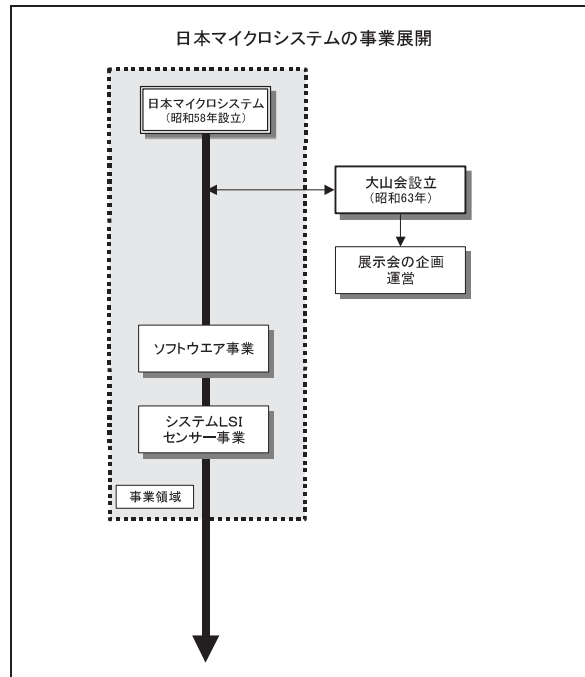 日本マイクロシステムの事業展開
日本マイクロシステム
（昭和58年設立）
大山会設立
（昭和63年）
展示会の企画
運営
ソフトウエア事業
システムLSI
センサー事業
事業領域